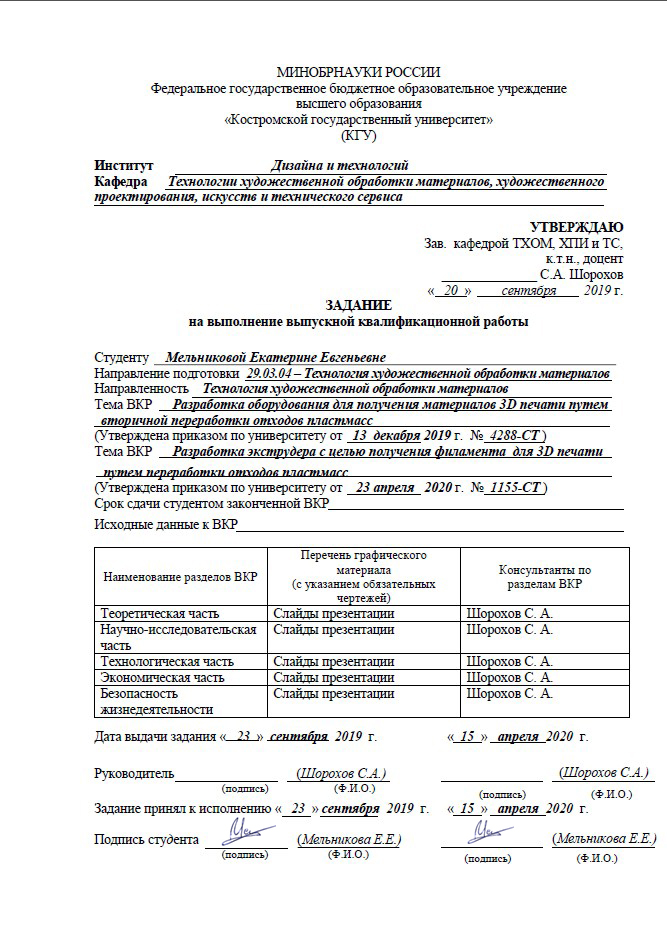 МИНОБРНАУКИ РОССИИ
Федеральное государственное бюджетное образовательное учреждение
высшего образования
«Костромской государственный университет»
(КГУ)
Институт Дизайна и технологий
Кафедра Технологии художественной обработки материалов, художественного
проектирования, искусств и технического сервиса
УТВЕРЖДАЮ
Зав. кафедрой ТХОМ, ХПИ и ТС,
к.т.н., доцент
С.А. Шорохов
« 20 » сентября 2019 г.
ЗАДАНИЕ
на выполнение выпускной квалификационной работы
Студенту Мельниковой Екатерине Евгеньевне
Направление подготовки 29.03.04 – Технология художественной обработки материалов
Направленность Технология художественной обработки материалов
Тема ВКР Разработка оборудования для получения материалов 3D печати путем
вторичной переработки отходов пластмасс
(Утверждена приказом по университету от 13 декабря 2019 г. № 4288-СТ )
Тема ВКР Разработка экструдера с целью получения филамента для 3D печати
путем переработки отходов пластмасс
(Утверждена приказом по университету от 23 апреля 2020 г. № 1155-СТ )
Срок сдачи студентом законченной ВКР
Исходные данные к ВКР
Наименование разделов ВКР
Перечень графического
материала
(с указанием обязательных
чертежей)
Консультанты по
разделам ВКР
Теоретическая часть Слайды презентации Шорохов С. А.
Научно-исследовательская Слайды презентации Шорохов С. А.
часть
Технологическая часть Слайды презентации Шорохов С. А.
Экономическая часть Слайды презентации Шорохов С. А.
Безопасность Слайды презентации Шорохов С. А.
жизнедеятельности
Дата выдачи задания « 23 » сентября 2019 г. « 15 » апреля 2020 г.
Руководитель (Шорохов С.А.) (Шорохов С.А.)
(подпись) (Ф.И.О.) (подпись) (Ф.И.О.)
Задание принял к исполнению « 23 » сентября 2019 г. « 15 » апреля 2020 г.
Подпись студента (Мельникова Е.Е.) (Мельникова Е.Е.)
(подпись) (Ф.И.О.) (подпись) (Ф.И.О.)